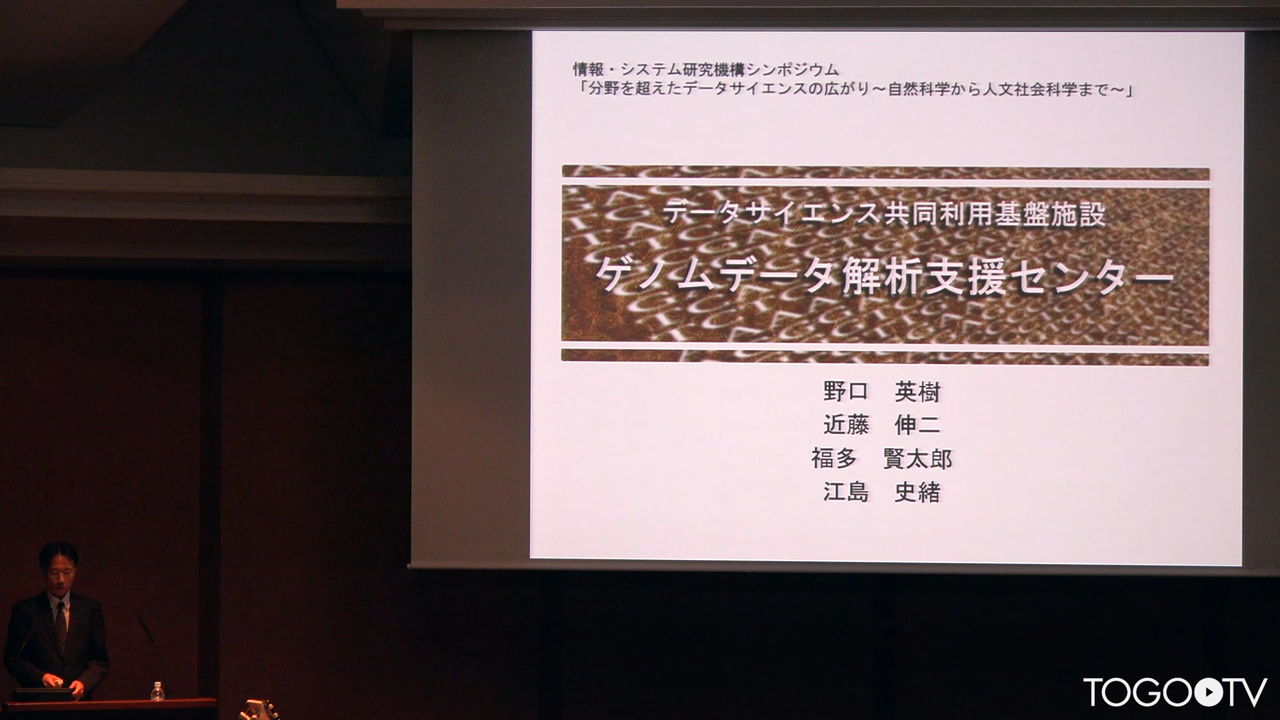 情報・システム研究機構シンポジウム
「分野を超えたデータサイエンスの広がり～自然科学から人文社会科学まで～」
データサイエンス共同利用基盤施設
ゲノムデータ解析支援センター
野口 英樹
近藤 伸二
福多 賢太郎
江島 史緒
TOGOTV